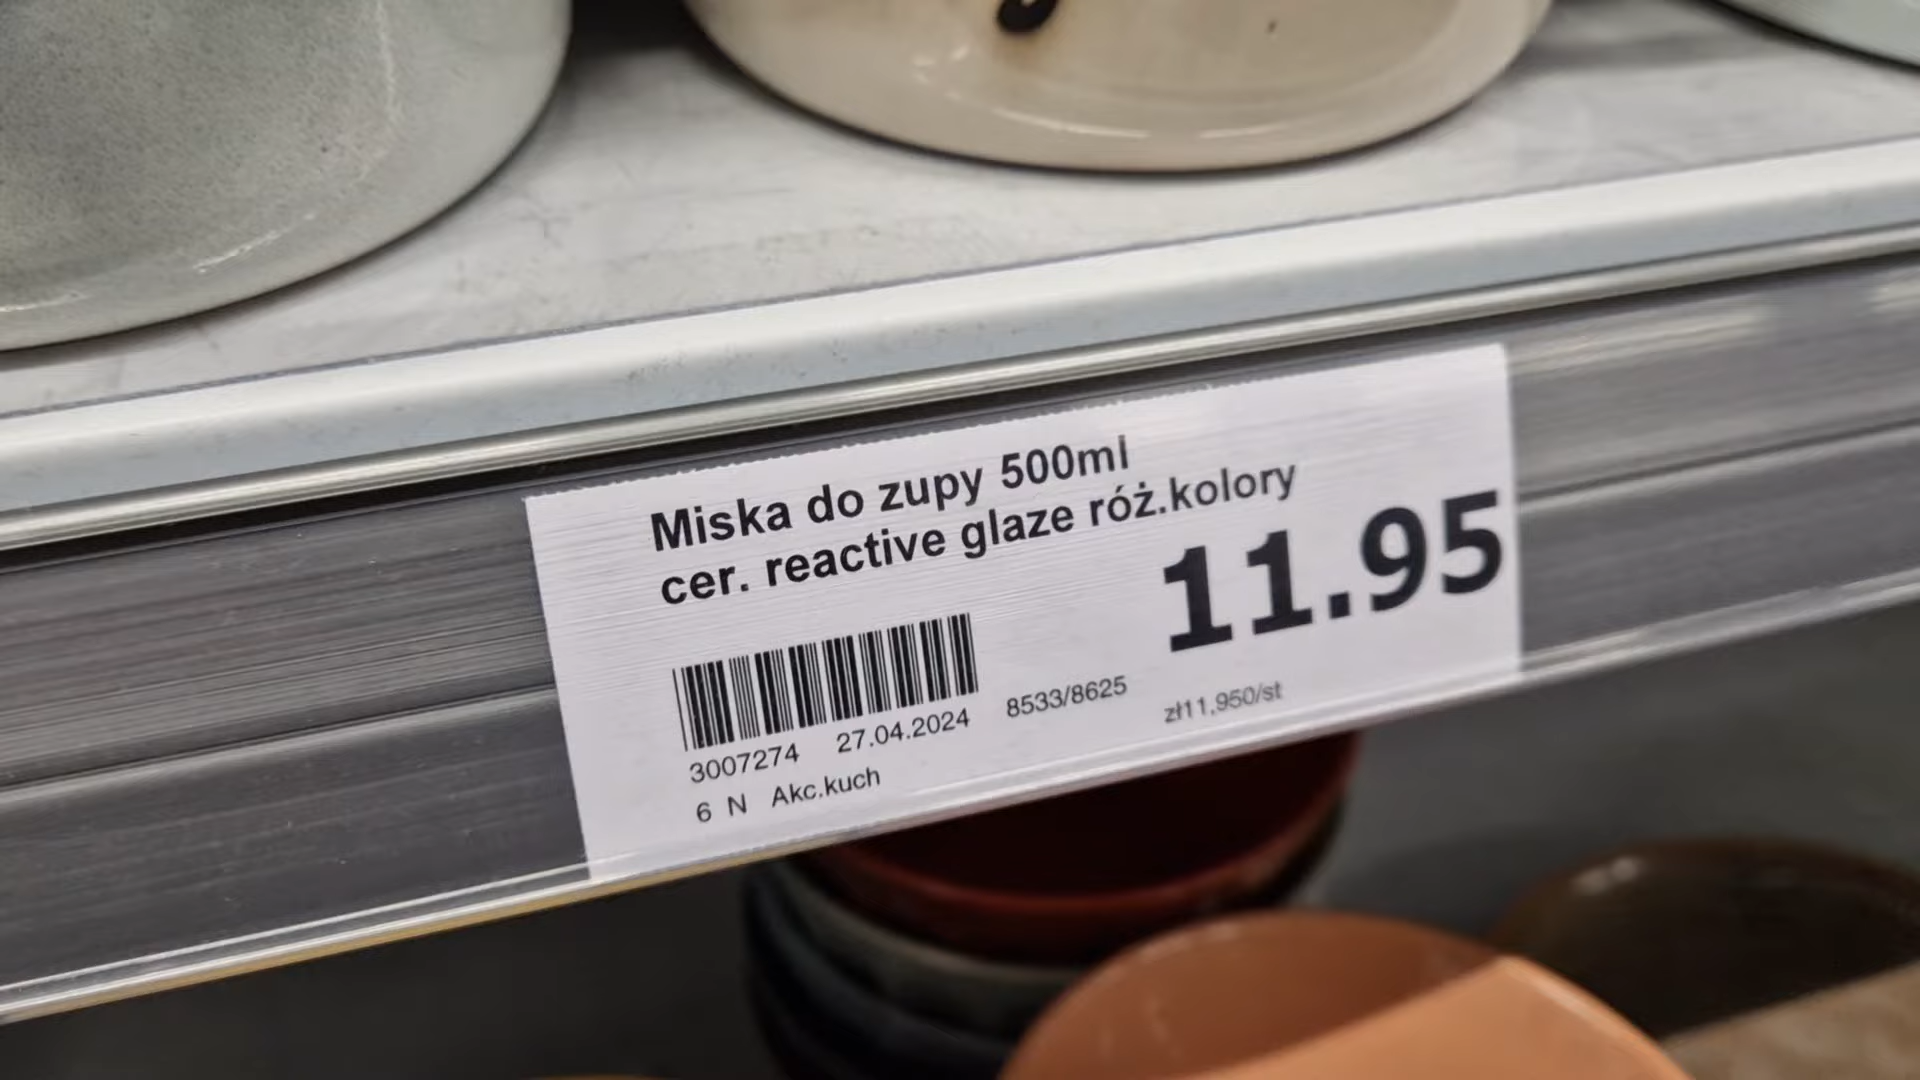 Miska do zupy 500ml
cer. reactive glaze róż.kolory
11.95
3007274 27.04.2024 8533/8625 zł11,950/st
6 N Akc.kuch